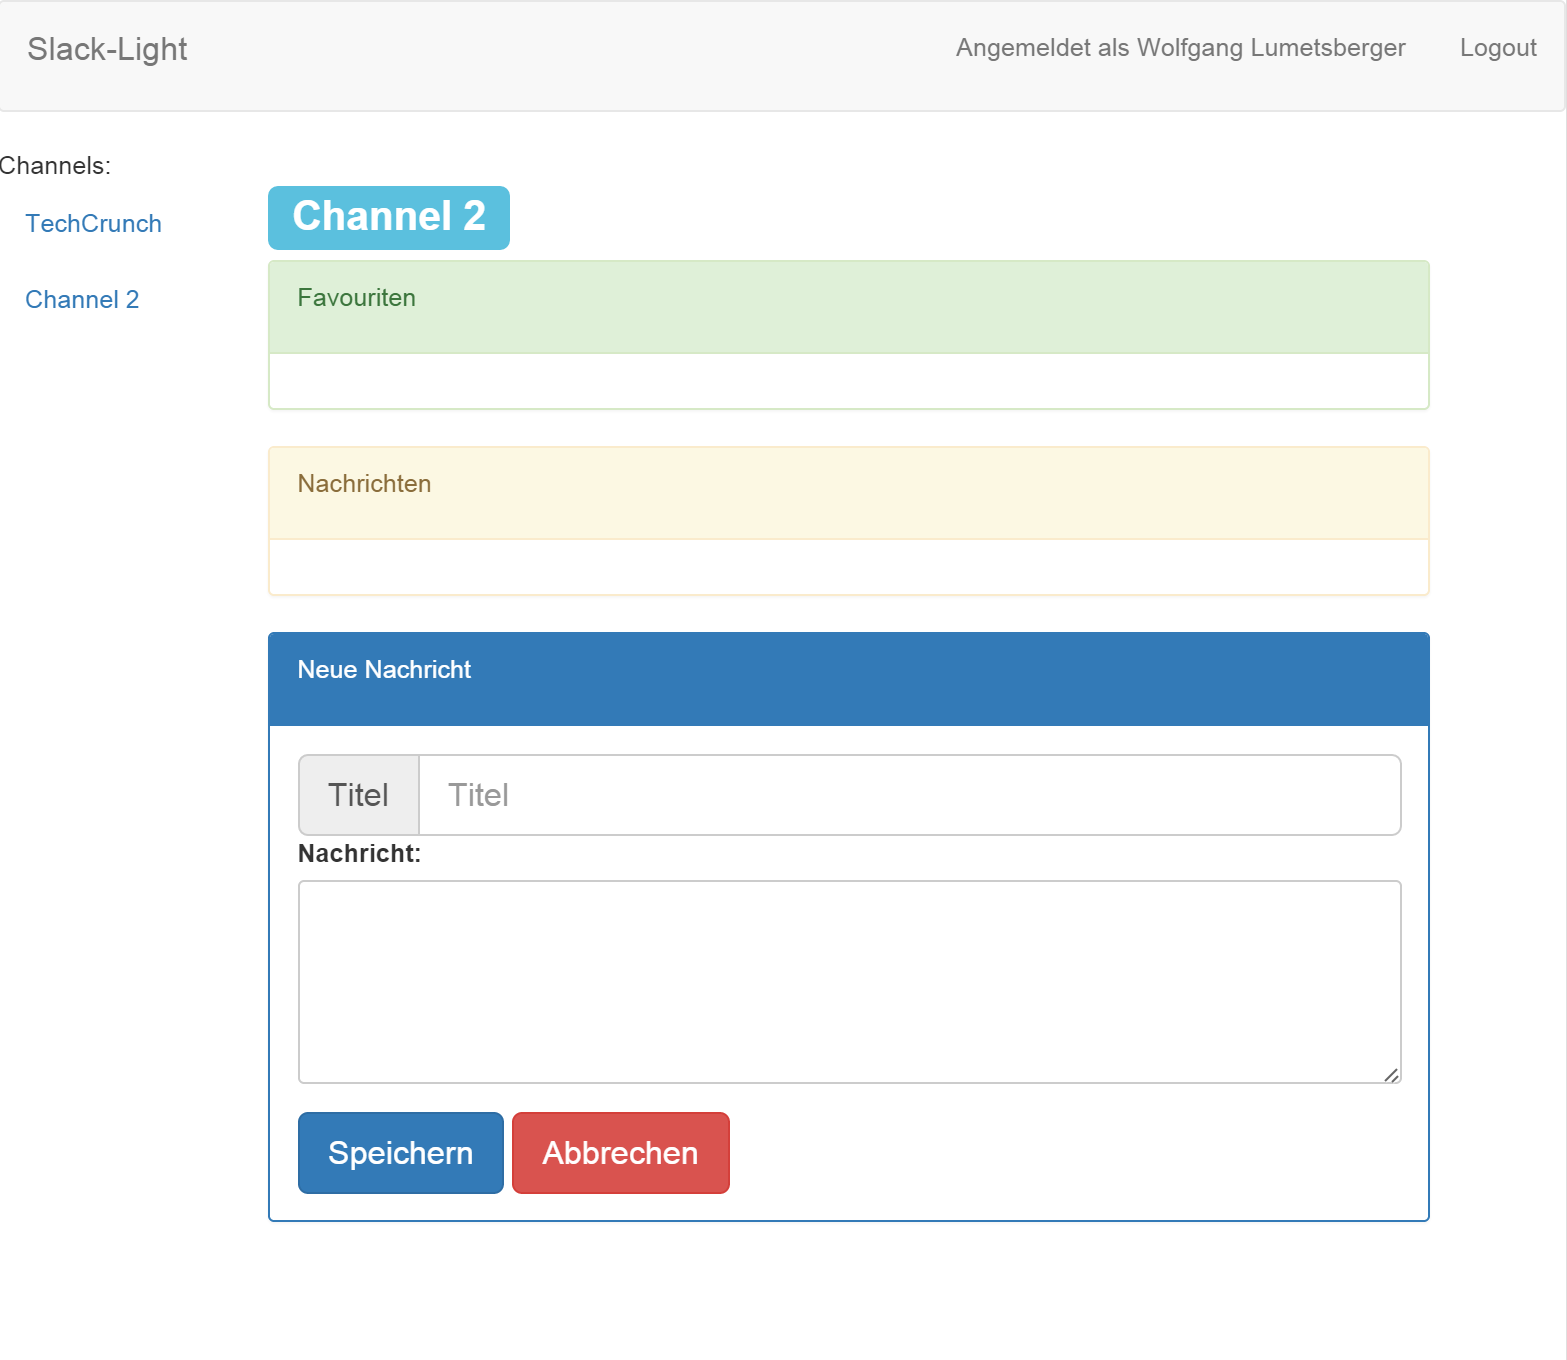 Slack-Light
Angemeldet als Wolfgang Lumetsberger
Logout
Channels:
TechCrunch
Channel 2
Channel 2
Favouriten
Nachrichten
Neue Nachricht
Titel
Titel
Nachricht:
Speichern
Abbrechen